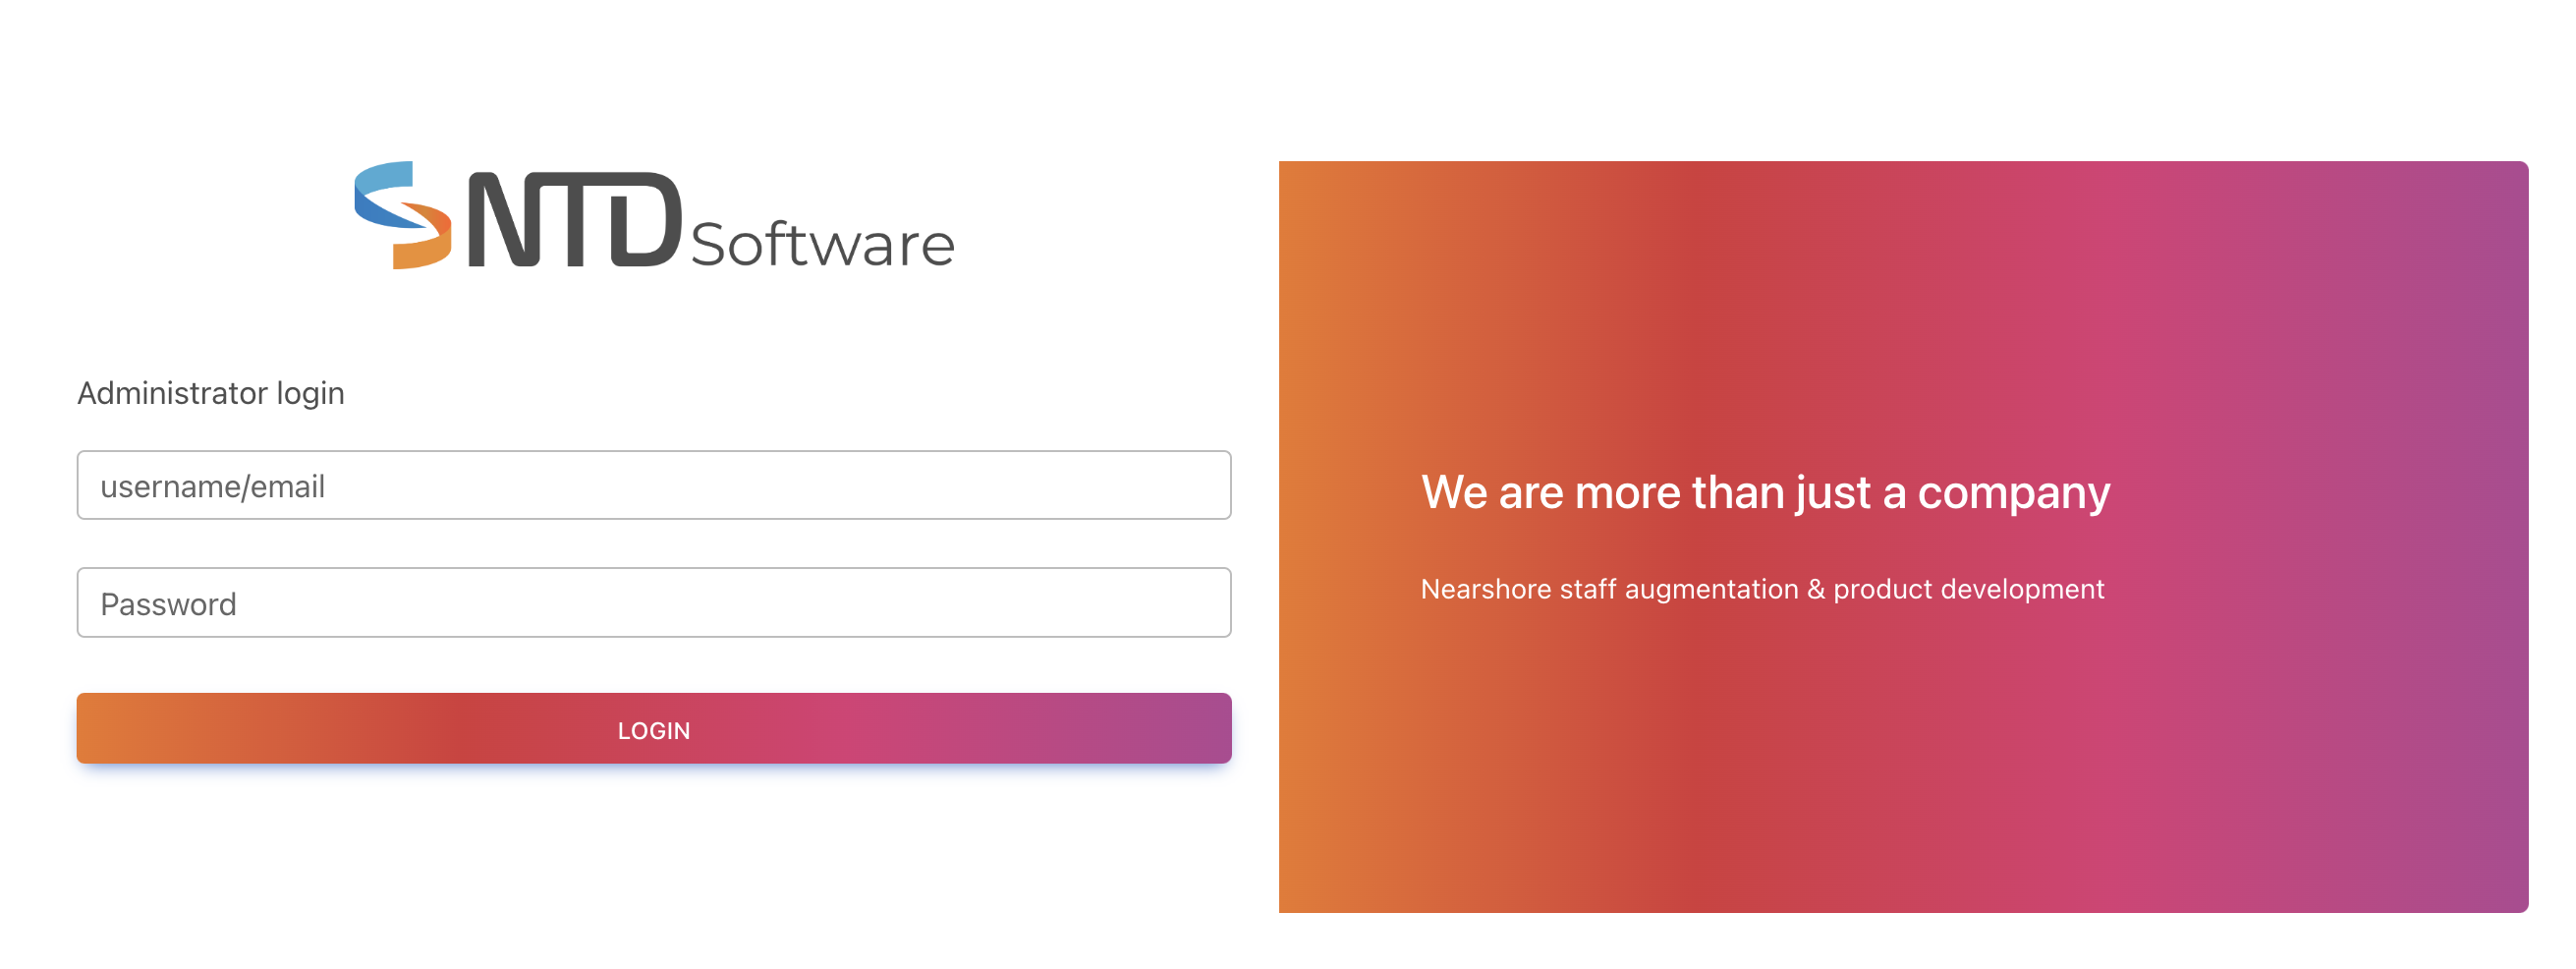 NTD Software
Administrator login
username/email
Password
LOGIN
We are more than just a company
Nearshore staff augmentation & product development